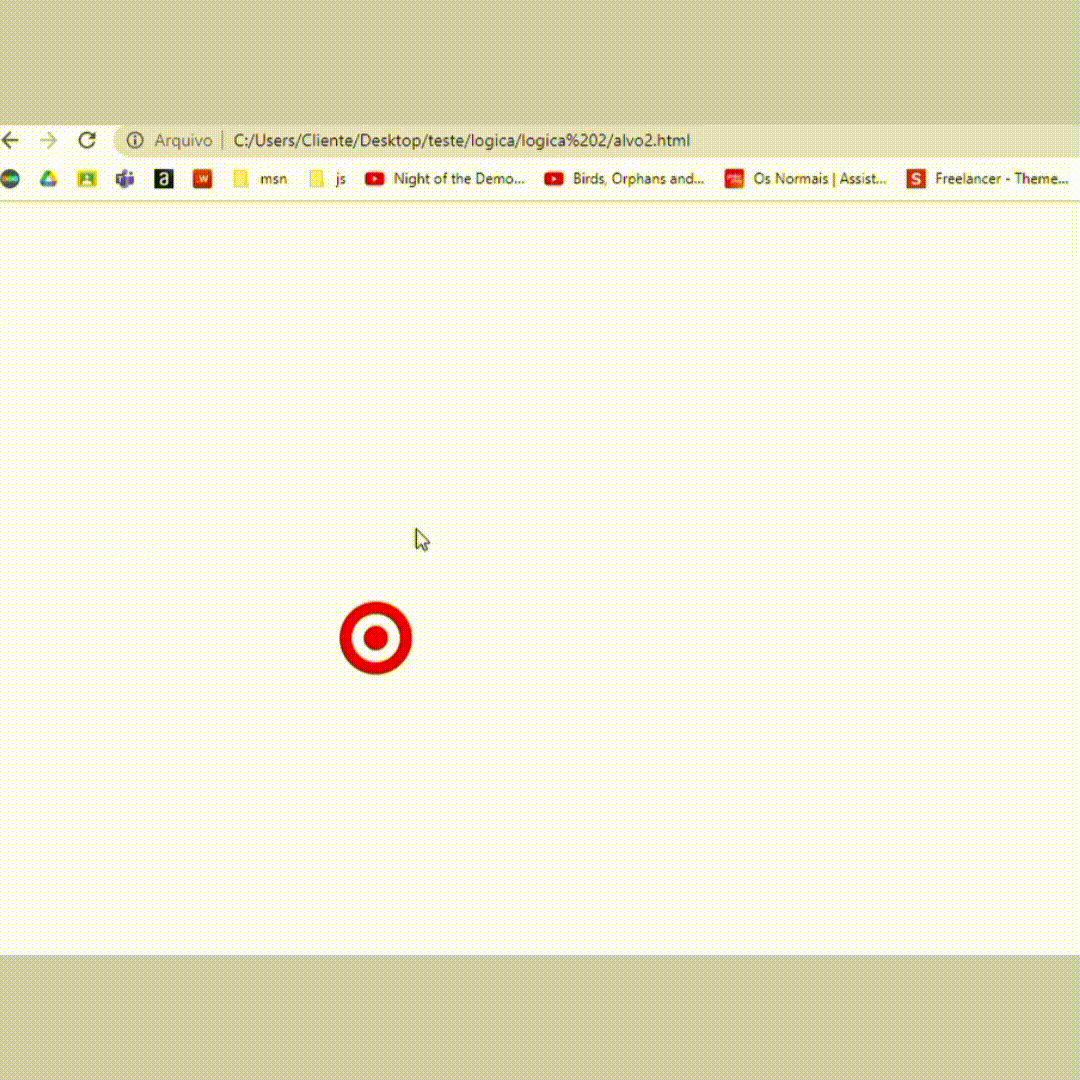 Arquivo | C:/Users/Cliente/Desktop/teste/logica/logica%202/alvo2.html
a LW msn js Night of the Demo... Birds, Orphans and... Os Normais | Assist... S Freelancer - Theme...